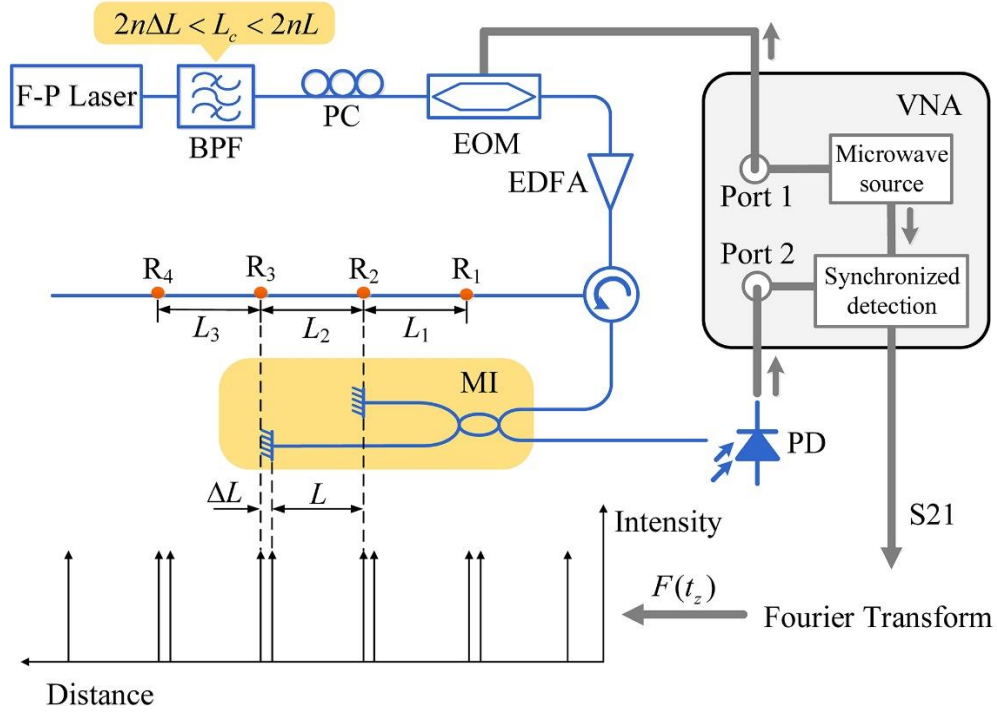 2nΔL < L_c < 2nL
F-P Laser
BPF
PC
EOM
EDFA
VNA
Microwave
source
Port 1
Port 2
Synchronized
detection
R₄
R₃
R₂
R₁
L₃
L₂
L₁
MI
PD
ΔL
L
Intensity
S21
F(t_z)
Fourier Transform
Distance